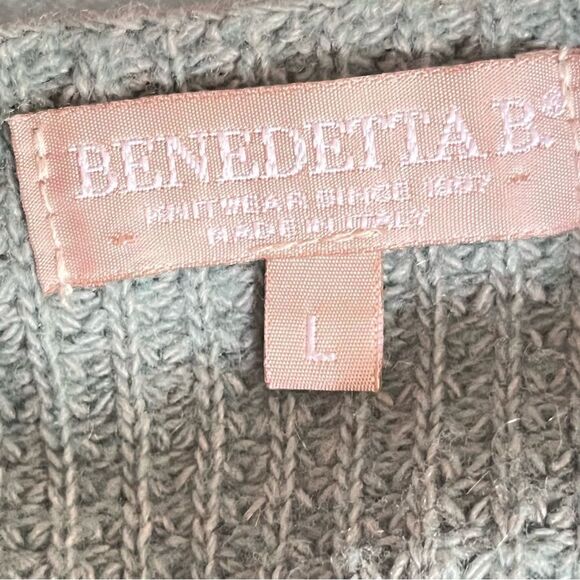 BENEDETTA B.®
KNITWEAR SINCE 1987
MADE IN ITALY
L